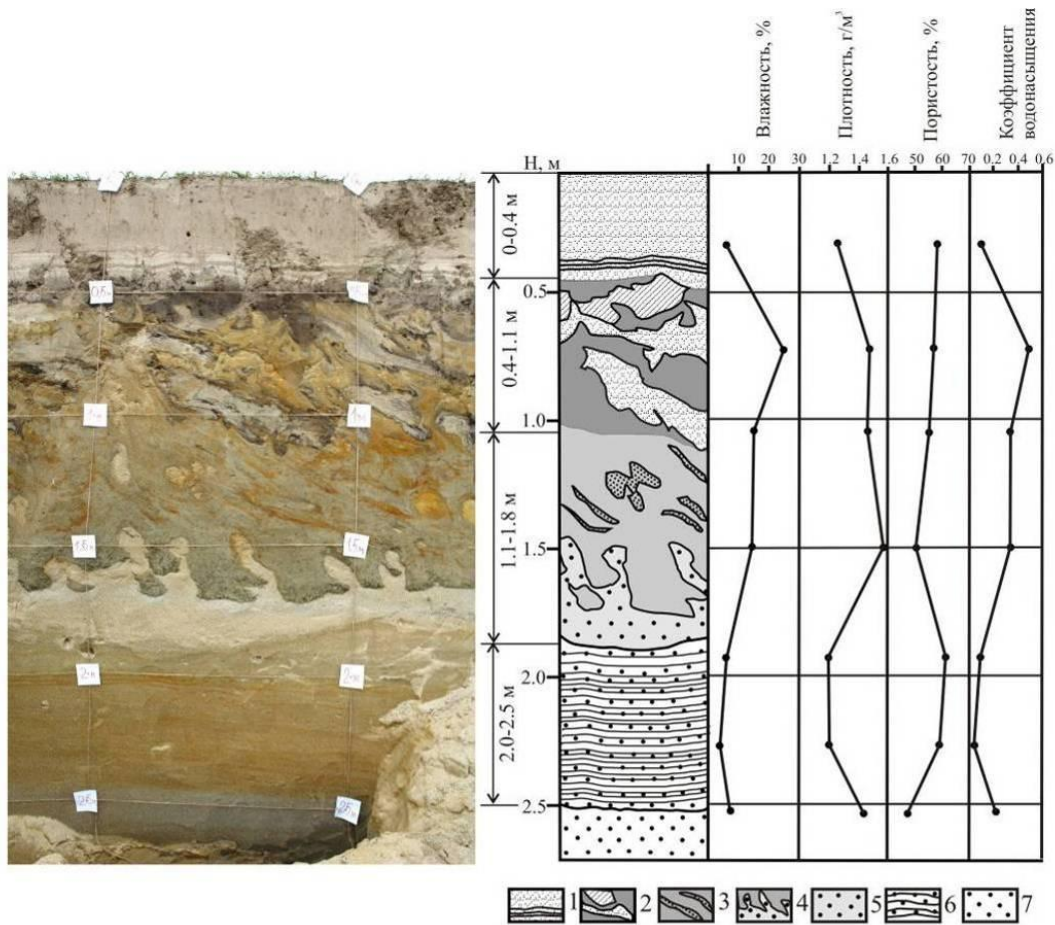 Влажность, %
Плотность, г/м³
Пористость, %
Коэффициент
водонасыщения
Н, м
10 20 30 1.2 1.4 1.6 50 60 70 0.2 0.4 0.6
0-0.4 м
0.5
0.4-1.1 м
1.0
1.1-1.8 м
1.5
2.0
2.0-2.5 м
2.5
1 2 3 4 5 6 7